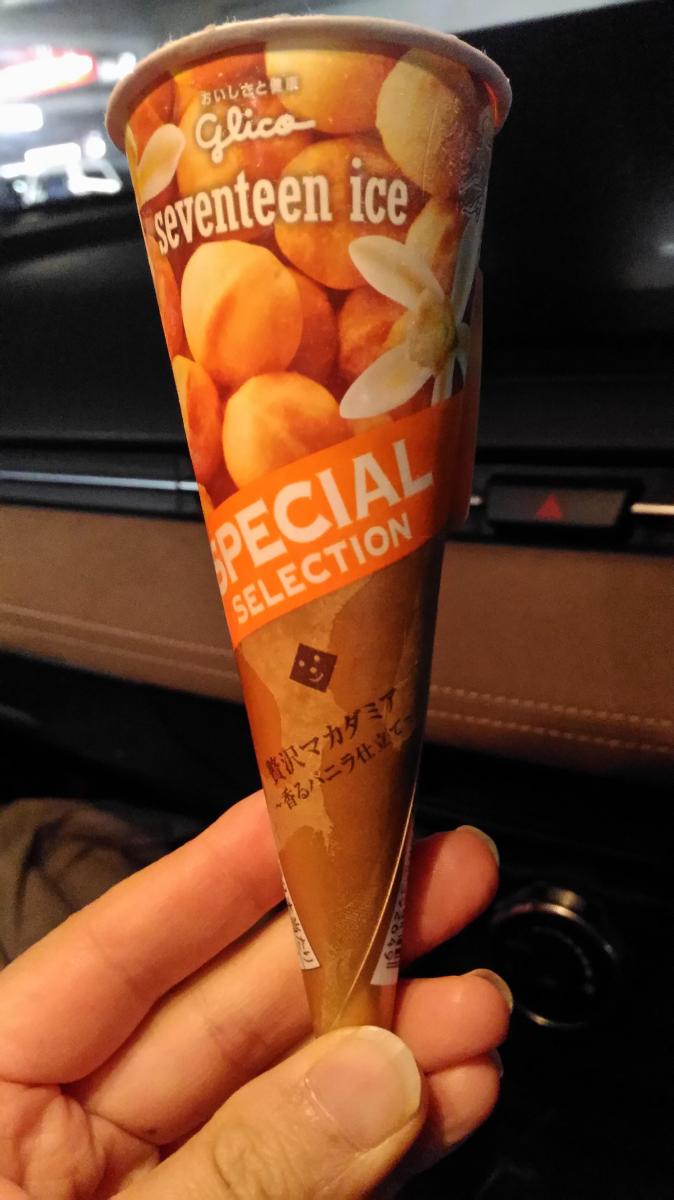 おいしさと健康
Glico
seventeen ice
SPECIAL
SELECTION
贅沢マカダミア
~香るバニラ仕立て~